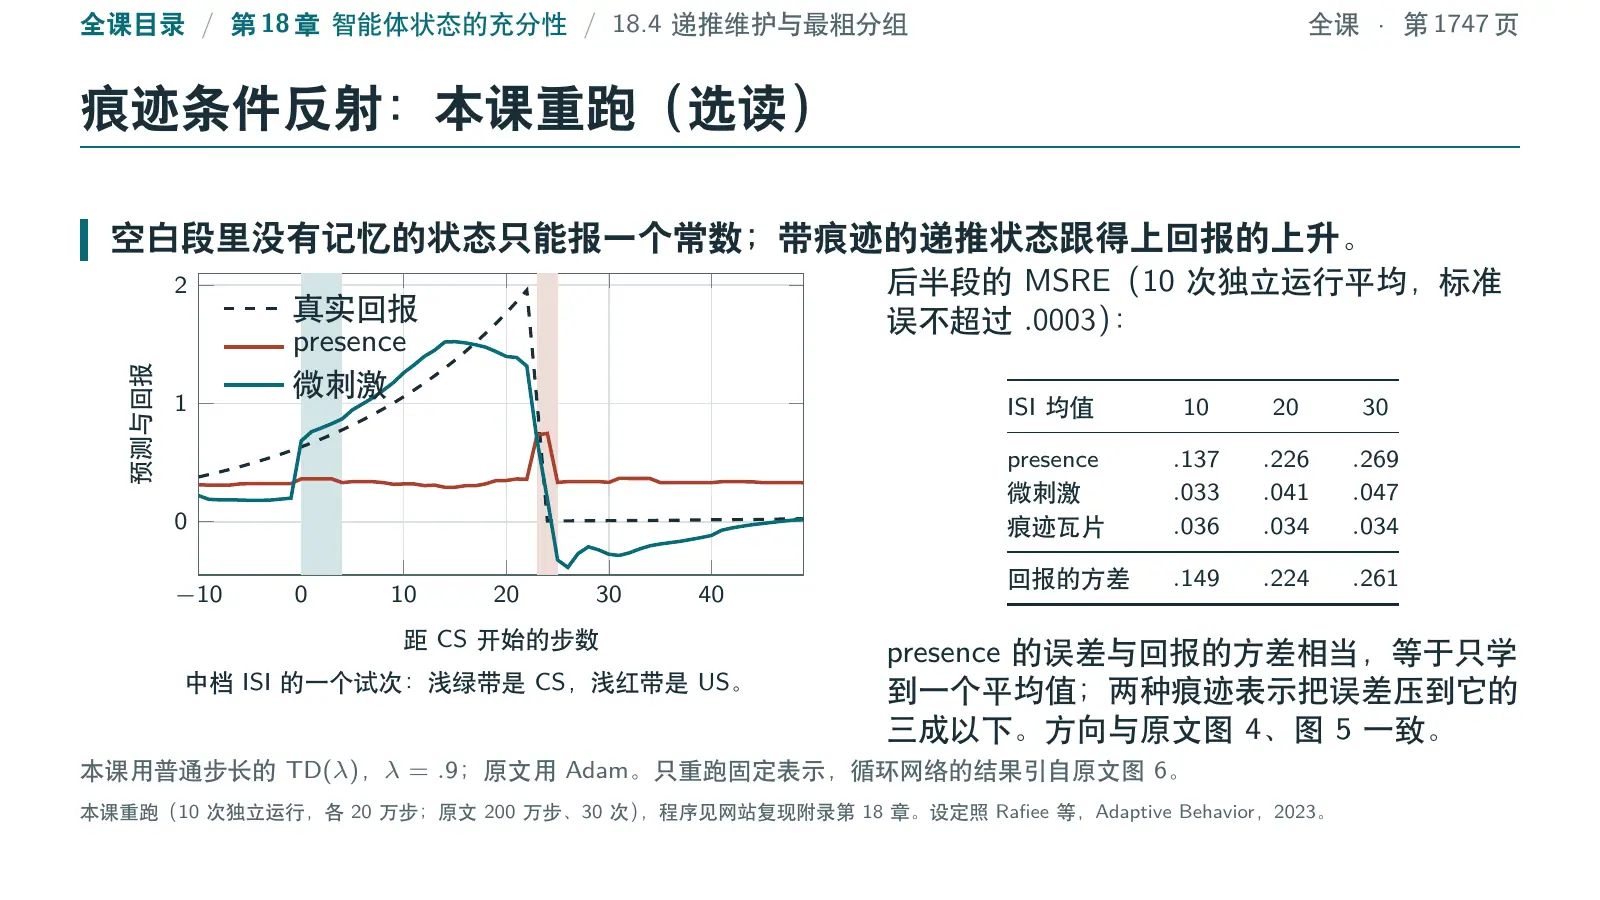 全课目录 / 第 18 章 智能体状态的充分性 / 18.4 递推维护与最粗分组
全课 · 第 1747 页
痕迹条件反射：本课重跑（选读）
空白段里没有记忆的状态只能报一个常数；带痕迹的递推状态跟得上回报的上升。
真实回报
presence
微刺激
2
1
0
预测与回报
−10 0 10 20 30 40
距 CS 开始的步数
中档 ISI 的一个试次：浅绿带是 CS，浅红带是 US。
后半段的 MSRE（10 次独立运行平均，标准
误不超过 .0003）：
ISI 均值 10 20 30
presence .137 .226 .269
微刺激 .033 .041 .047
痕迹瓦片 .036 .034 .034
回报的方差 .149 .224 .261
presence 的误差与回报的方差相当，等于只学
到一个平均值；两种痕迹表示把误差压到它的
三成以下。方向与原文图 4、图 5 一致。
本课用普通步长的 TD(λ)，λ = .9；原文用 Adam。只重跑固定表示，循环网络的结果引自原文图 6。
本课重跑（10 次独立运行，各 20 万步；原文 200 万步、30 次），程序见网站复现附录第 18 章。设定照 Rafiee 等，Adaptive Behavior，2023。